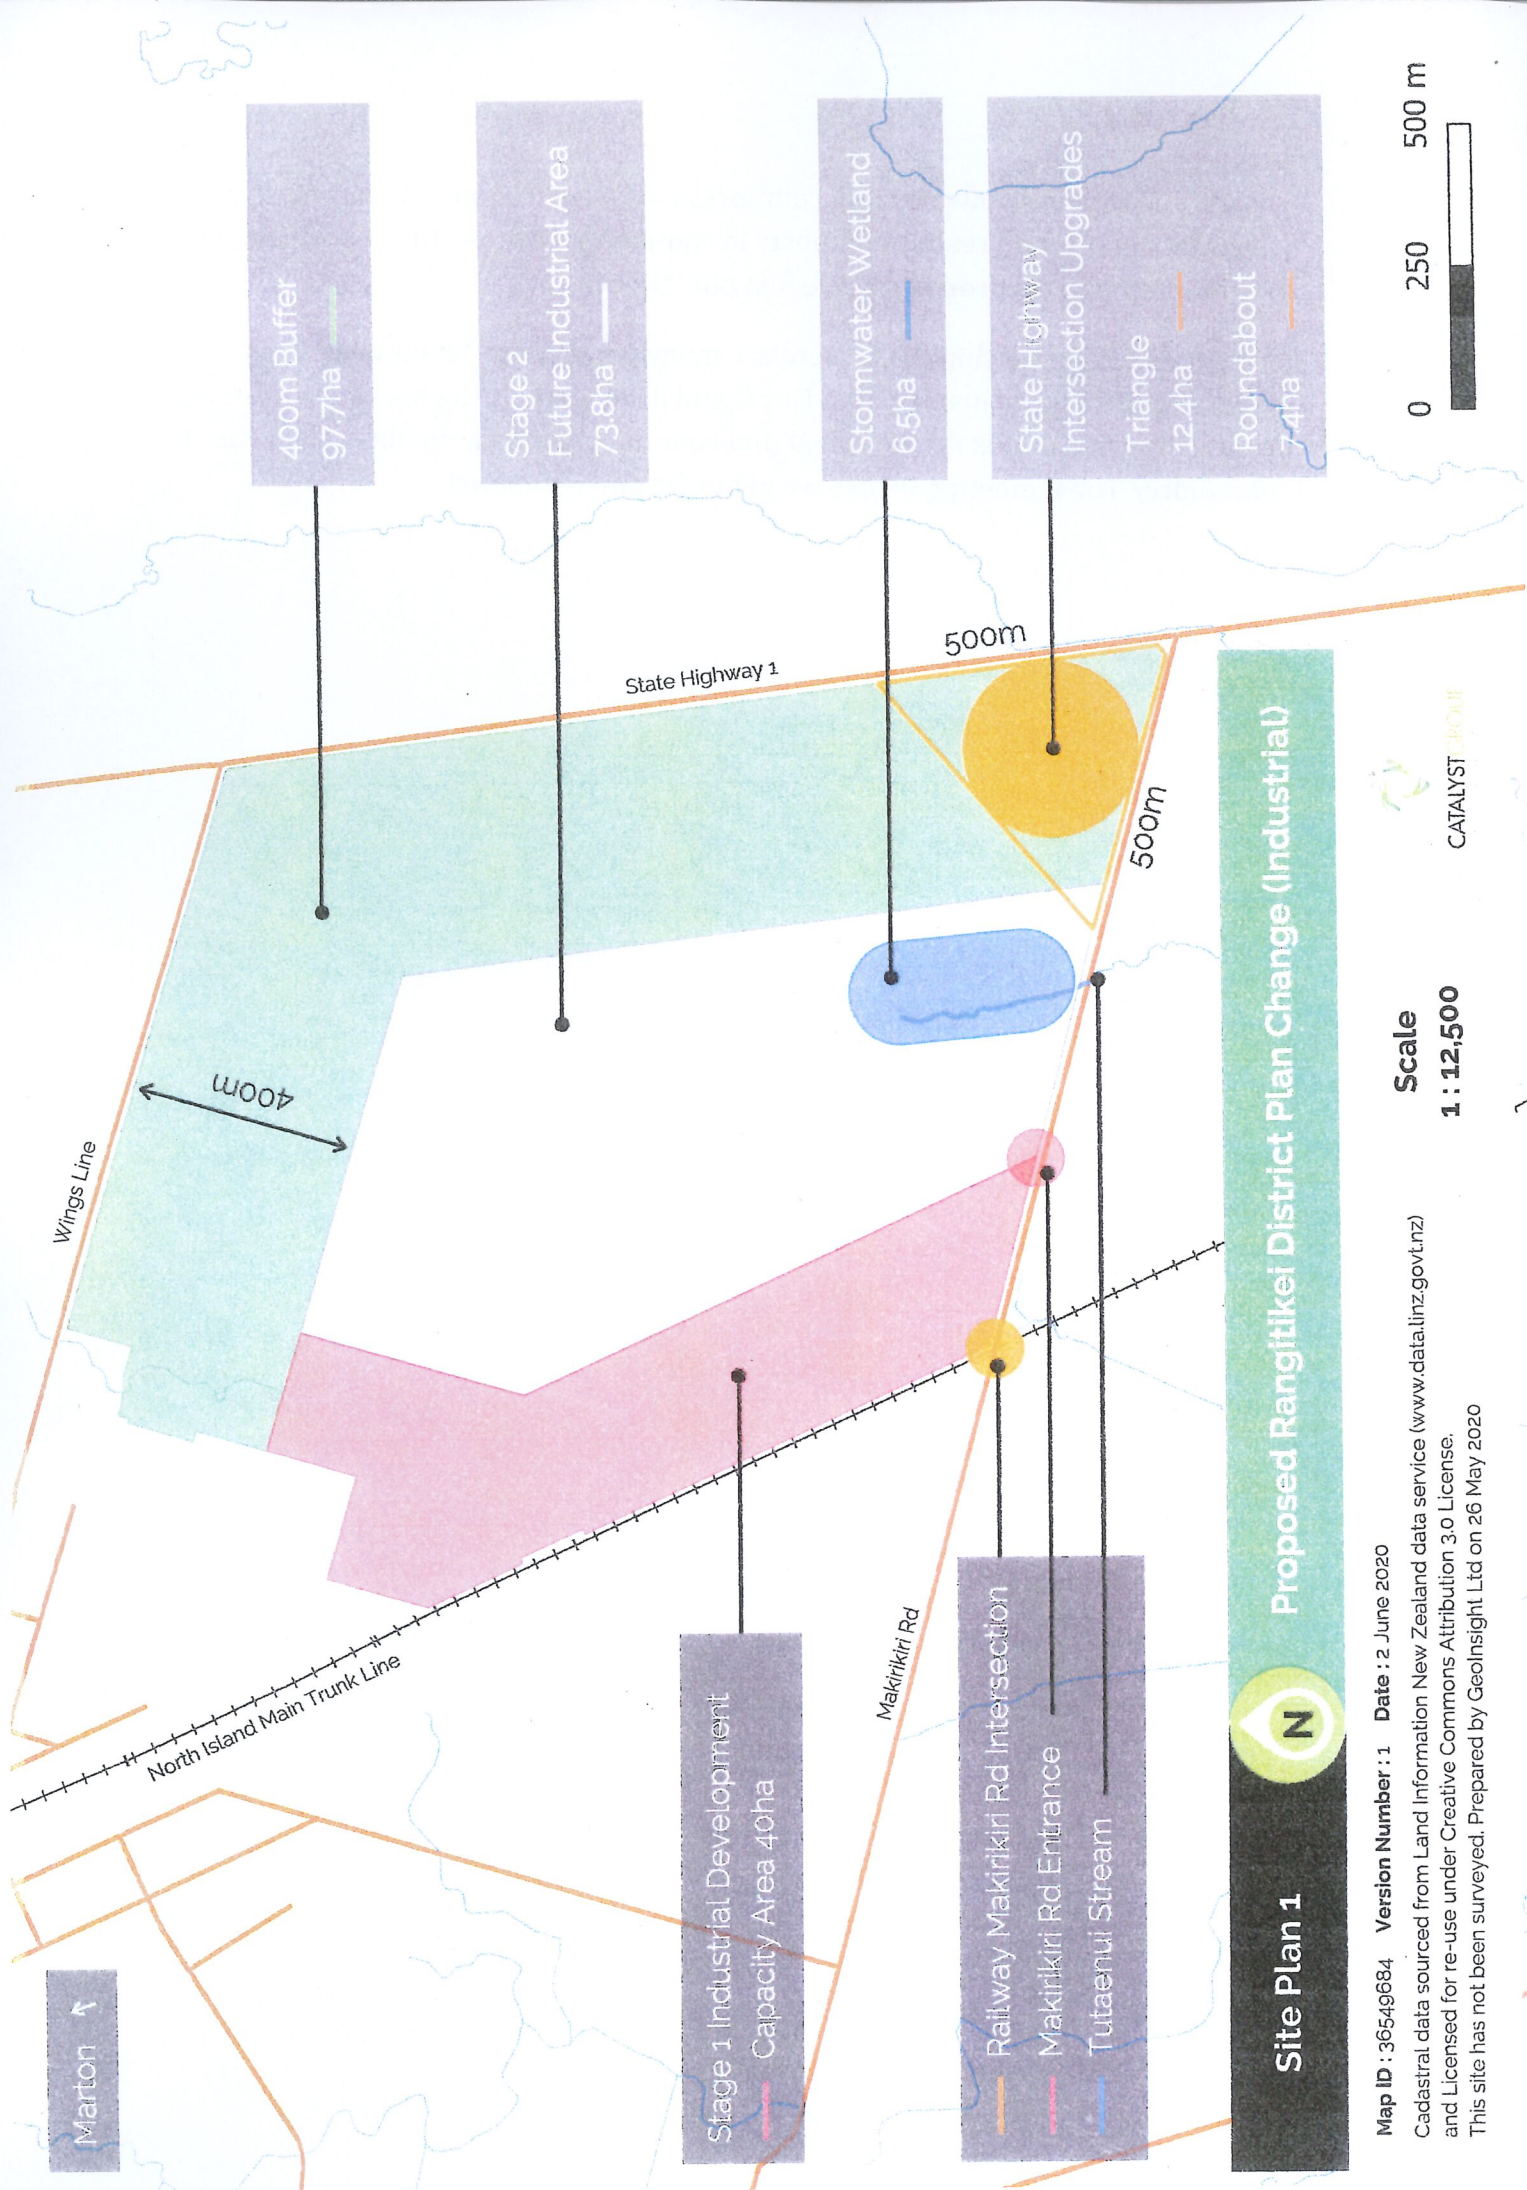 Marton
400m Buffer
97.7ha
Stage 2
Future Industrial Area
73.8ha
Stormwater Wetland
6.5ha
State Highway
Intersection Upgrades
Triangle
12.4ha
Roundabout
7.4ha
Wings Line
400m
State Highway 1
500m
500m
North Island Main Trunk Line
Makirikiri Rd
Stage 1 Industrial Development
Capacity Area 40ha
Railway Makirikiri Rd Intersection
Makirikiri Rd Entrance
Tutaenui Stream
Site Plan 1
N
Proposed Rangitikei District Plan Change (Industrial)
Map ID : 36549684 Version Number : 1 Date : 2 June 2020
Cadastral data sourced from Land Information New Zealand data service (www.data.linz.govt.nz)
and Licensed for re-use under Creative Commons Attribution 3.0 License.
This site has not been surveyed. Prepared by GeoInsight Ltd on 26 May 2020
Scale
1 : 12,500
CATALYST GROUP
0 250 500 m